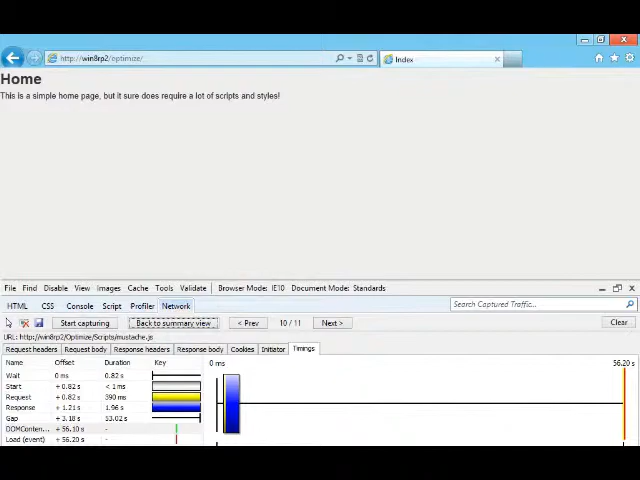 http://win8rp2/optimize/
Index
Home
This is a simple home page, but it sure does require a lot of scripts and styles!
File Find Disable View Images Cache Tools Validate Browser Mode: IE10 Document Mode: Standards
HTML CSS Console Script Profiler Network Search Captured Traffic...
Start capturing Back to summary view < Prev 10 / 11 Next > Clear
URL: http://win8rp2/Optimize/Scripts/mustache.js
Request headers Request body Response headers Response body Cookies Initiator Timings
Name Offset Duration Key 0 ms 56.20 s
Wait 0 ms 0.82 s
Start + 0.82 s < 1 ms
Request + 0.82 s 390 ms
Response + 1.21 s 1.96 s
Gap + 3.18 s 53.02 s
DOMConten... + 56.10 s -
Load (event) + 56.20 s -